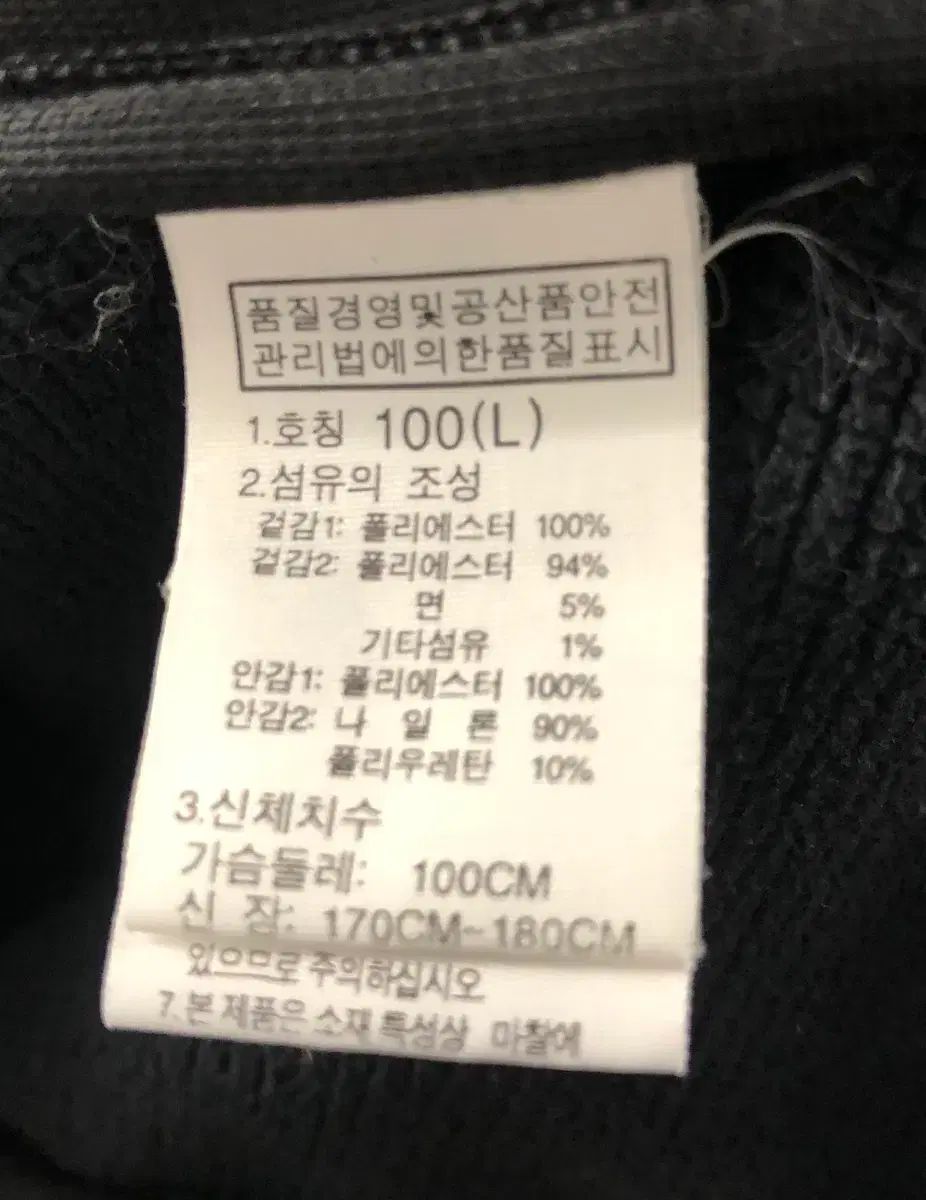 품질경영및공산품안전
관리법에의한품질표시
1.호칭 100(L)
2.섬유의 조성
겉감1: 폴리에스터 100%
겉감2: 폴리에스터 94%
면 5%
기타섬유 1%
안감1: 폴리에스터 100%
안감2: 나 일 론 90%
폴리우레탄 10%
3.신체치수
가슴둘레: 100CM
신 장: 170CM~180CM
있으므로 주의하십시오
7.본 제품은 소재 특성상 마찰에